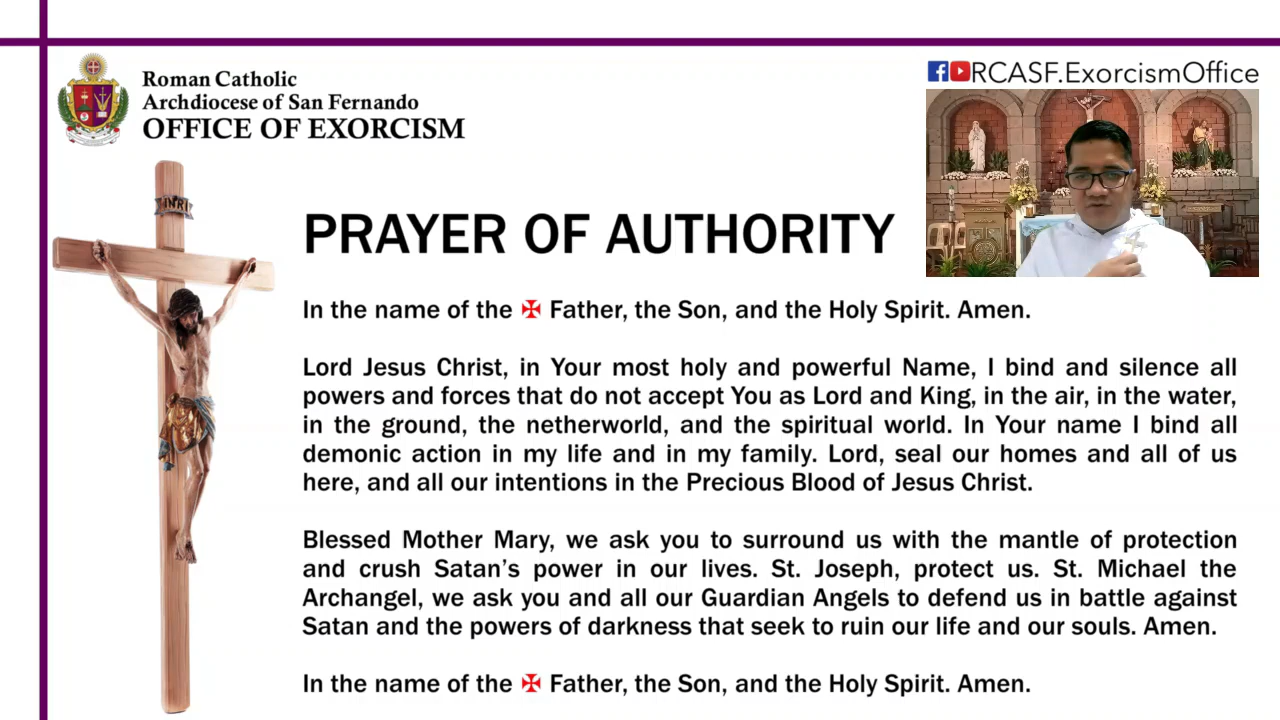 Roman Catholic
Archdiocese of San Fernando
OFFICE OF EXORCISM
RCASF.ExorcismOffice
INRI
PRAYER OF AUTHORITY
In the name of the ✠ Father, the Son, and the Holy Spirit. Amen.
Lord Jesus Christ, in Your most holy and powerful Name, I bind and silence all
powers and forces that do not accept You as Lord and King, in the air, in the water,
in the ground, the netherworld, and the spiritual world. In Your name I bind all
demonic action in my life and in my family. Lord, seal our homes and all of us
here, and all our intentions in the Precious Blood of Jesus Christ.
Blessed Mother Mary, we ask you to surround us with the mantle of protection
and crush Satan's power in our lives. St. Joseph, protect us. St. Michael the
Archangel, we ask you and all our Guardian Angels to defend us in battle against
Satan and the powers of darkness that seek to ruin our life and our souls. Amen.
In the name of the ✠ Father, the Son, and the Holy Spirit. Amen.